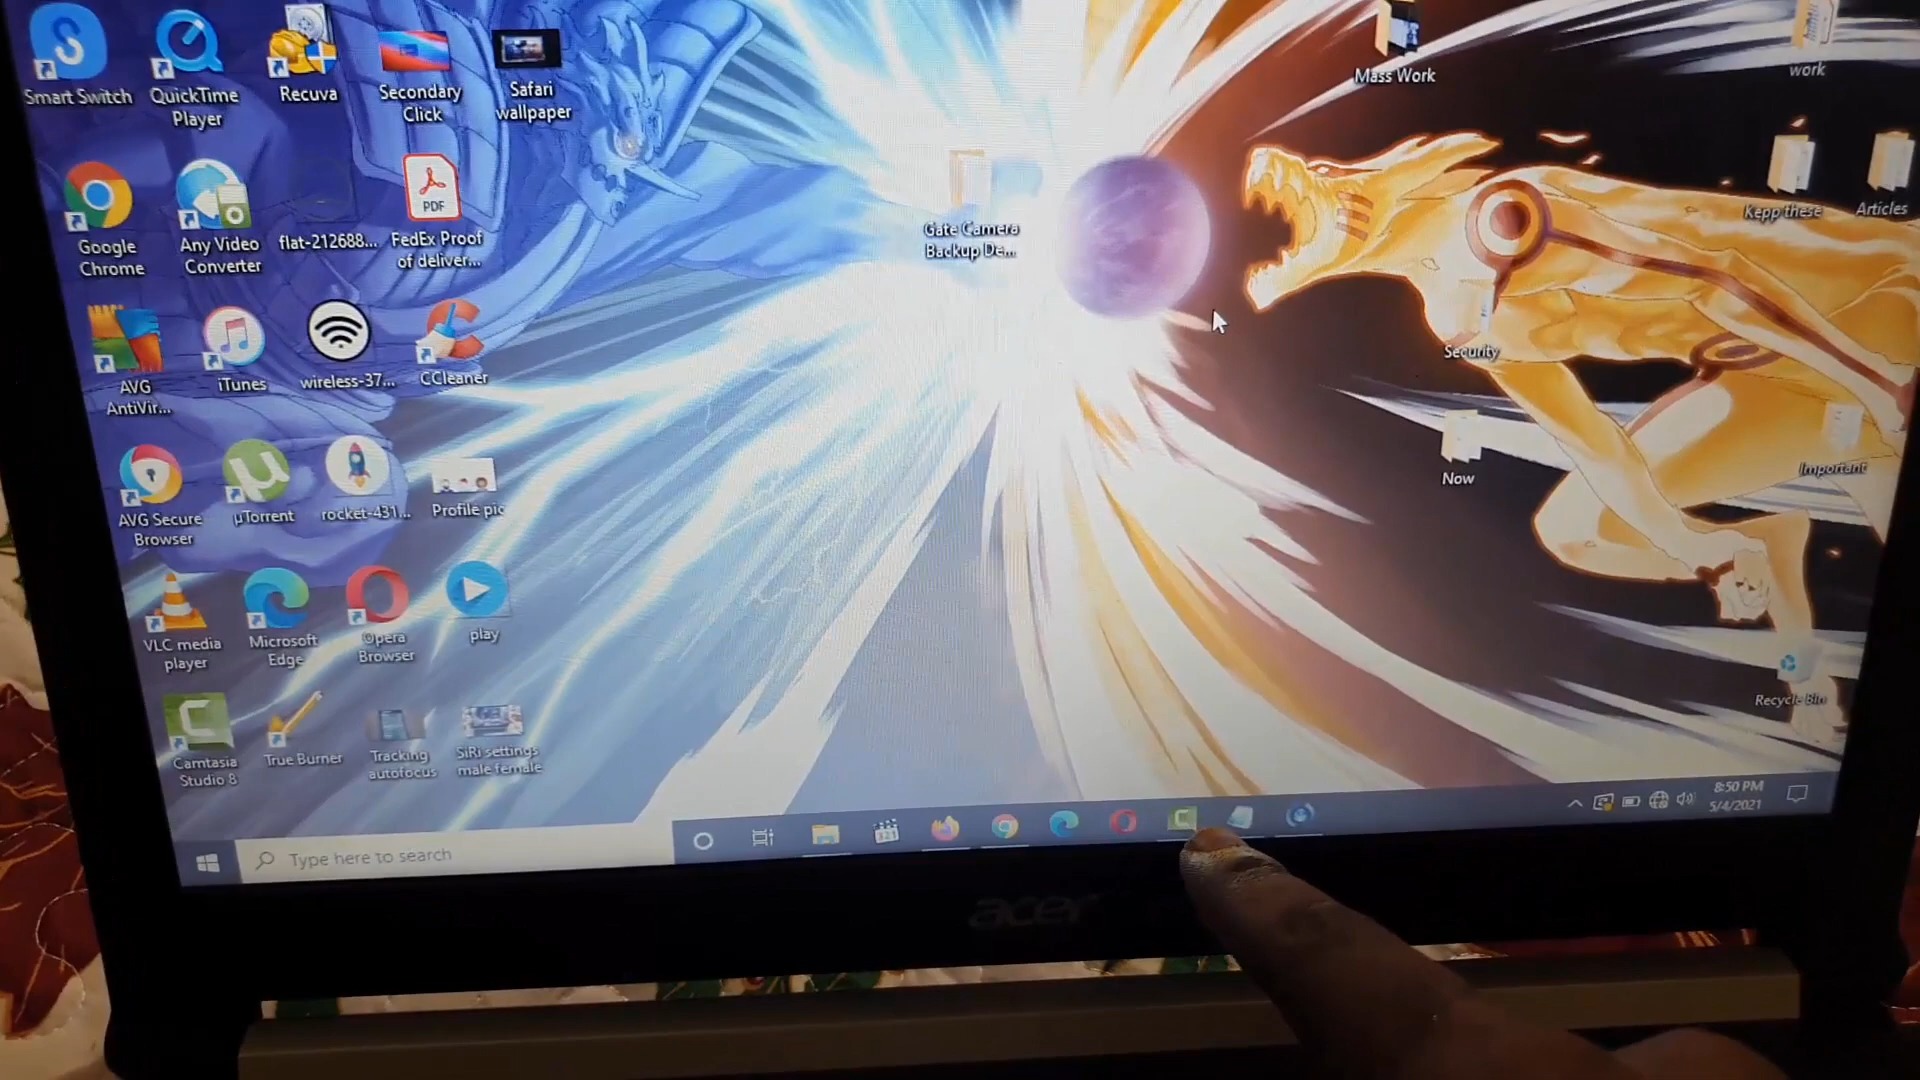 Smart Switch
QuickTime
Player
Recuva
Secondary
Click
Safari
wallpaper
Mass Work
work
Google
Chrome
Any Video
Converter
flat-212688...
PDF
FedEx Proof
of deliver...
Gate Camera
Backup De...
Kepp these
Articles
AVG
AntiVir...
iTunes
wireless-37...
CCleaner
Security
AVG Secure
Browser
µTorrent
rocket-431...
Profile pic
Now
Important
VLC media
player
Microsoft
Edge
Opera
Browser
play
Recycle Bin
Camtasia
Studio 8
True Burner
Tracking
autofocus
SiRi settings
male female
Type here to search
321
8:50 PM
5/4/2021
acer